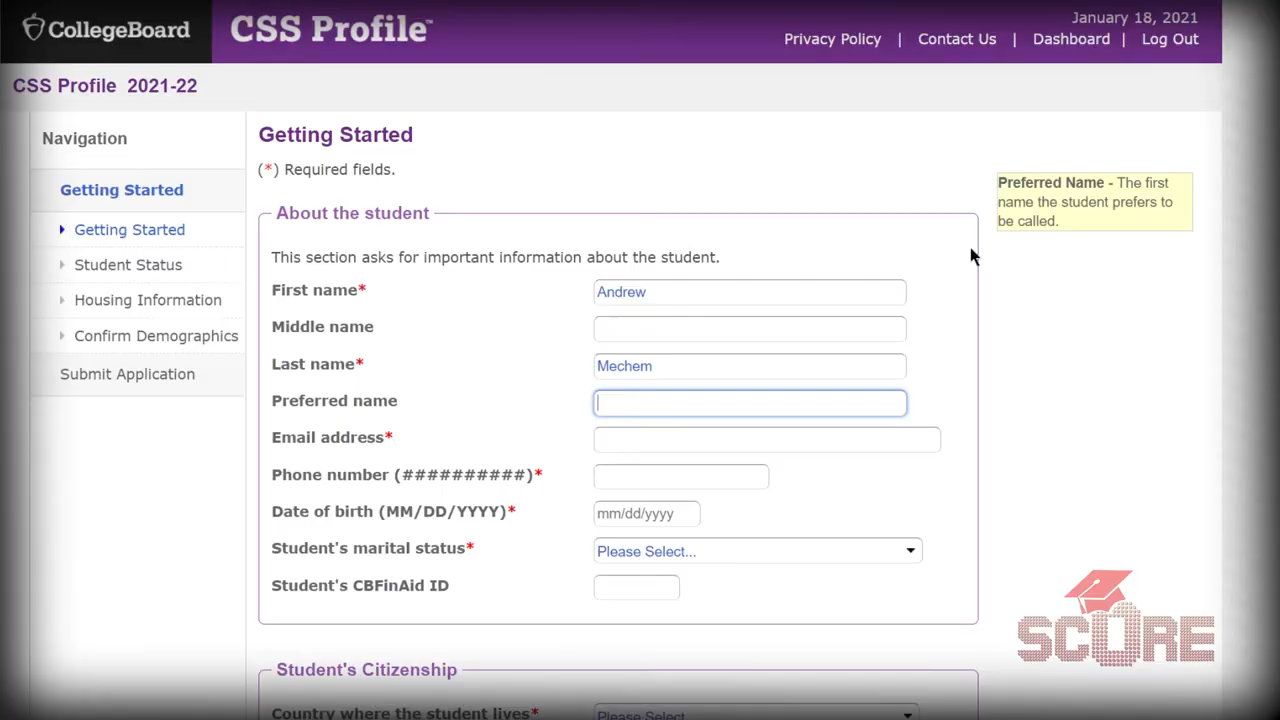 CollegeBoard
CSS Profile™
January 18, 2021
Privacy Policy | Contact Us | Dashboard | Log Out
CSS Profile 2021-22
Navigation
Getting Started
Getting Started
Student Status
Housing Information
Confirm Demographics
Submit Application
Getting Started
(*) Required fields.
About the student
This section asks for important information about the student.
First name* Andrew
Middle name
Last name* Mechem
Preferred name
Email address*
Phone number (##########)*
Date of birth (MM/DD/YYYY)* mm/dd/yyyy
Student's marital status* Please Select...
Student's CBFinAid ID
Student's Citizenship
Country where the student lives* Please Select
Preferred Name - The first
name the student prefers to
be called.
SCORE